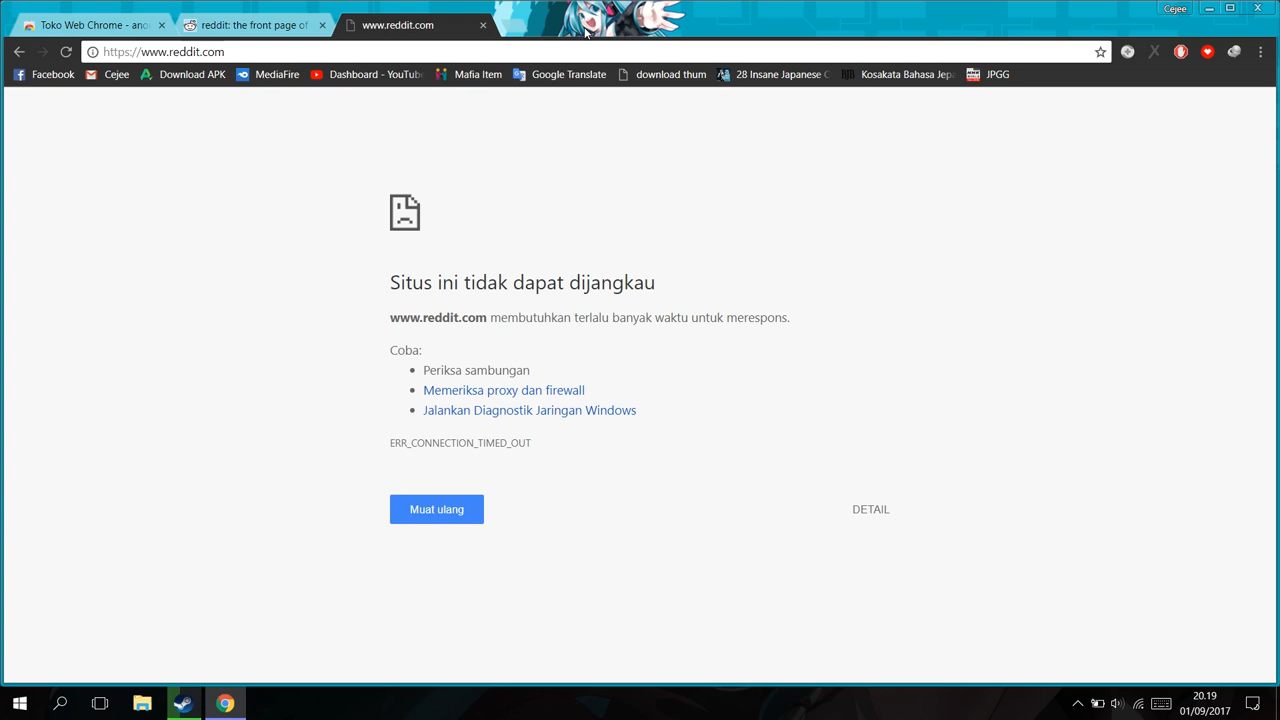 Toko Web Chrome - ano
reddit: the front page of
www.reddit.com
Cejee
https://www.reddit.com
Facebook
Cejee
Download APK
MediaFire
Dashboard - YouTube
Mafia Item
Google Translate
download thum
28 Insane Japanese C
Kosakata Bahasa Jepa
JPGG
Situs ini tidak dapat dijangkau
www.reddit.com membutuhkan terlalu banyak waktu untuk merespons.
Coba:
Periksa sambungan
Memeriksa proxy dan firewall
Jalankan Diagnostik Jaringan Windows
ERR_CONNECTION_TIMED_OUT
Muat ulang
DETAIL
20.19
01/09/2017